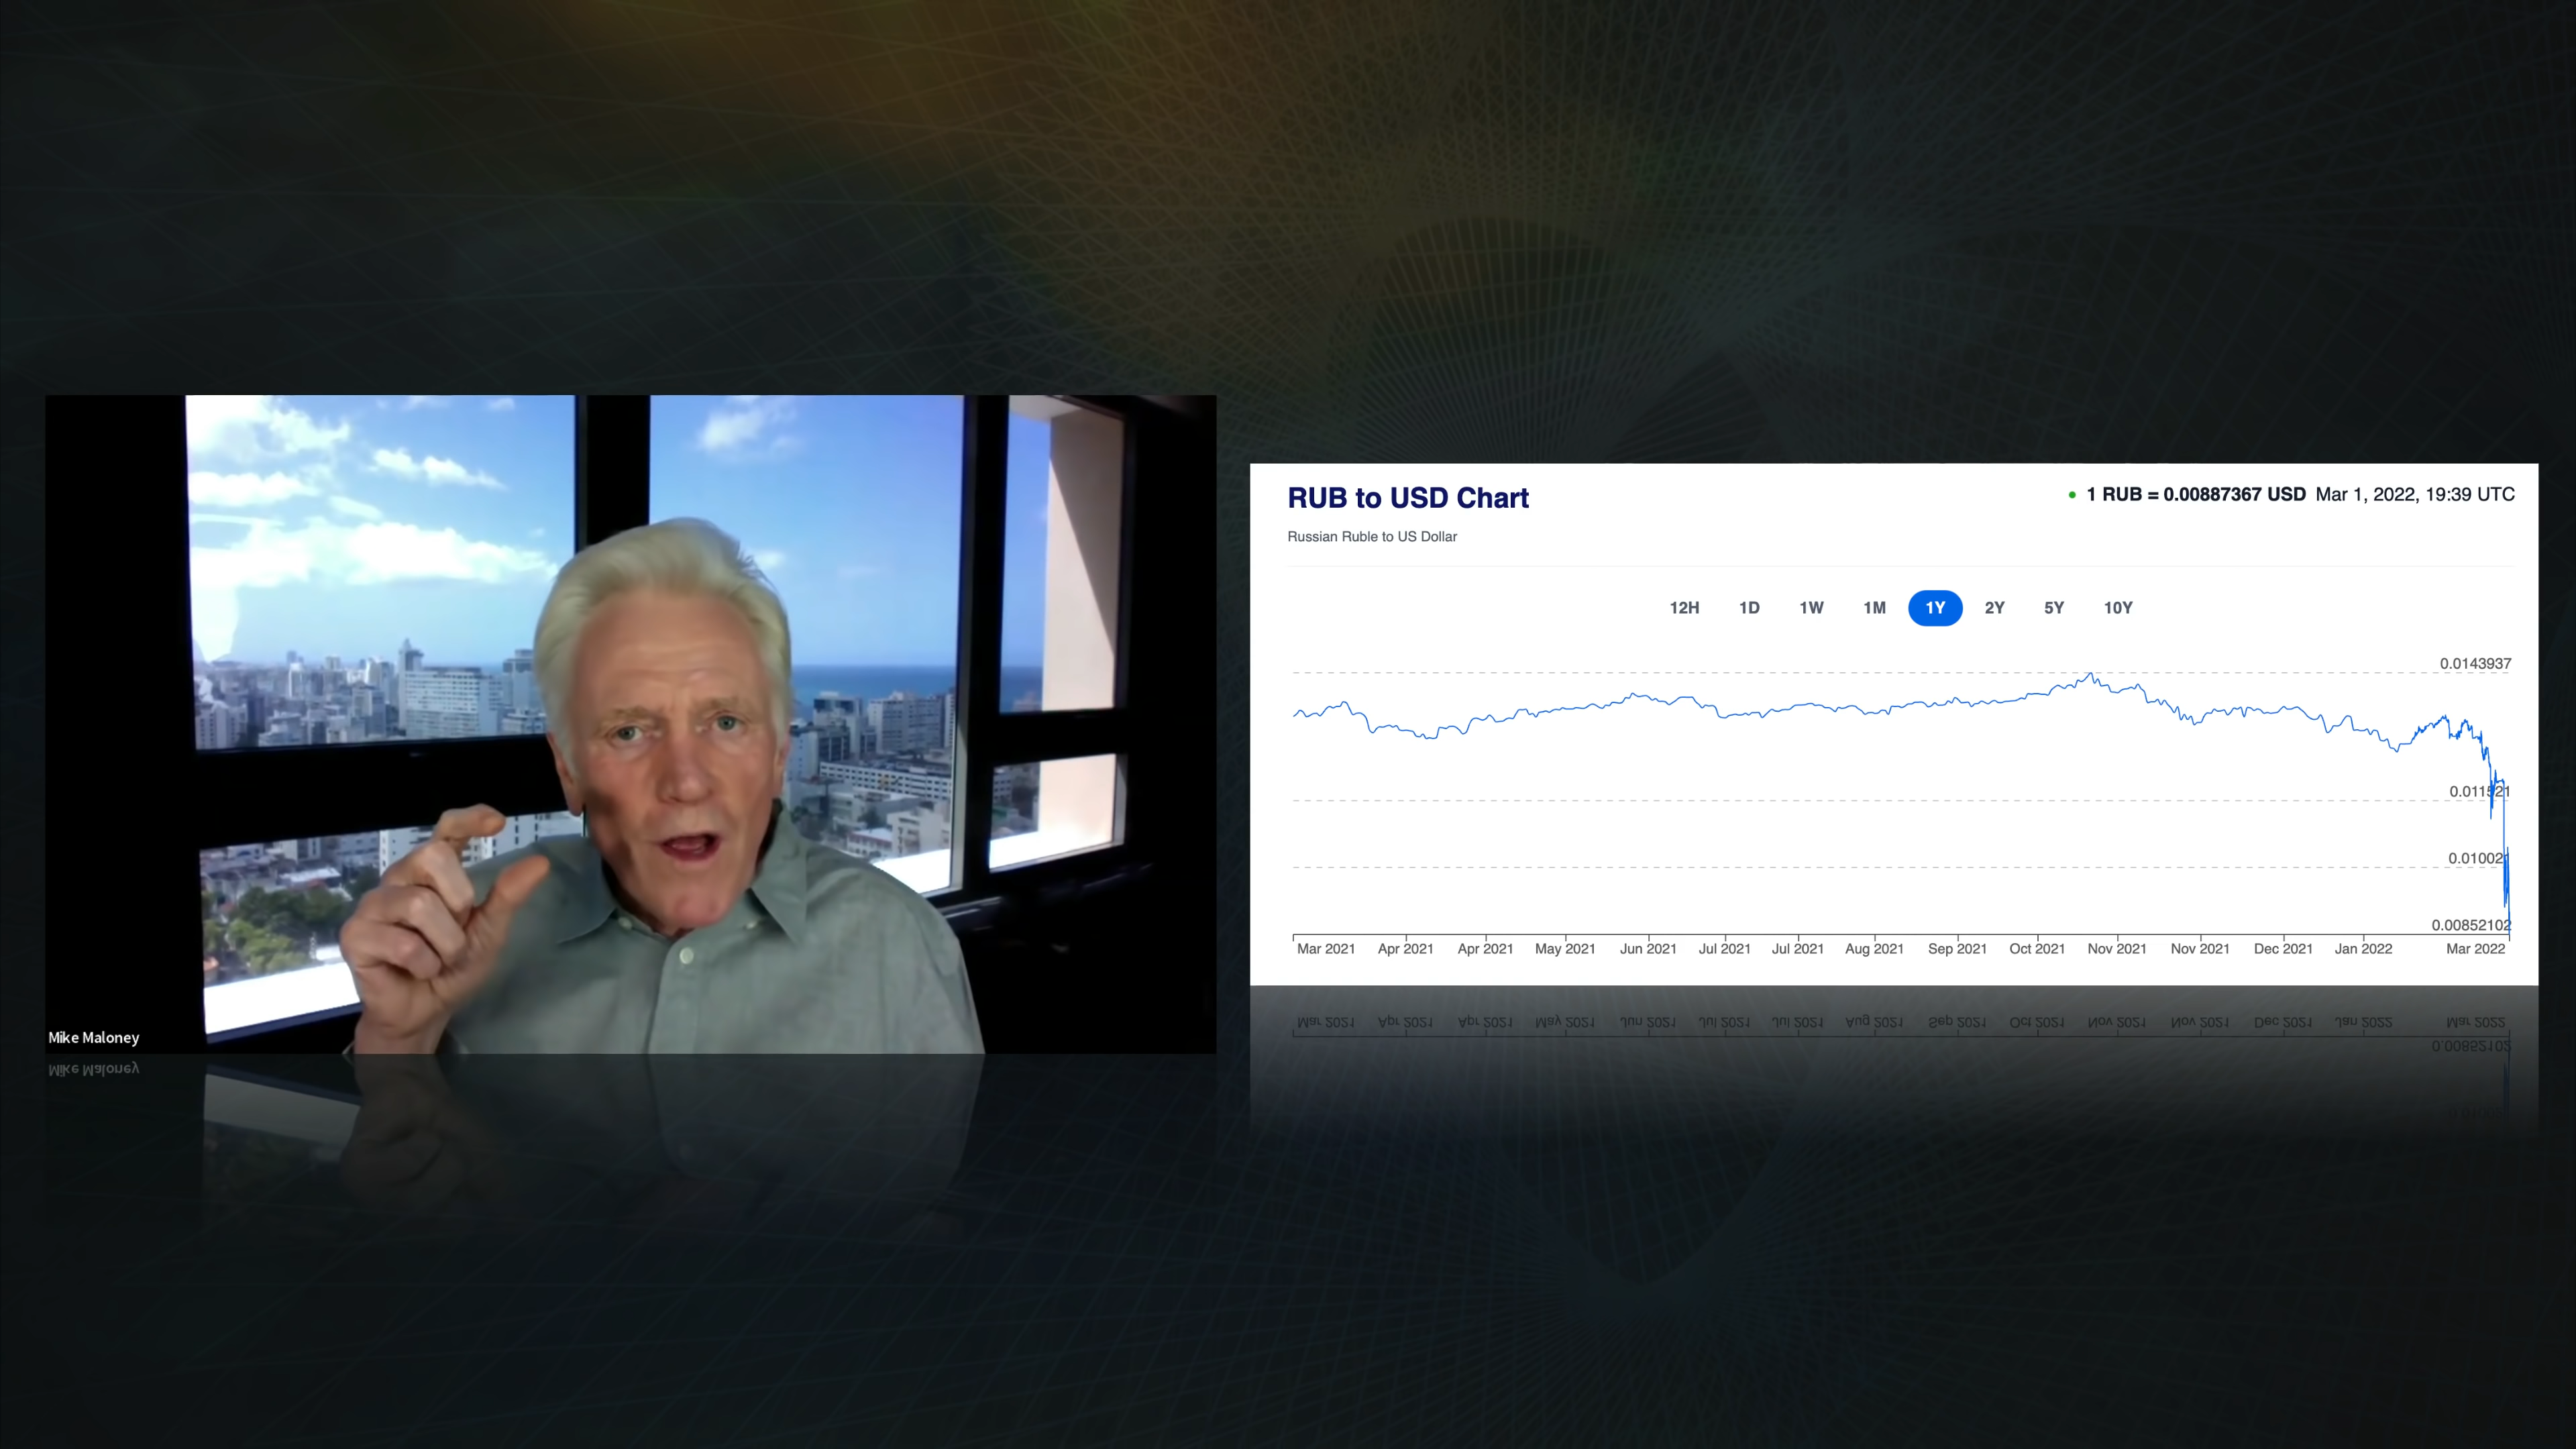 Mike Maloney
RUB to USD Chart
1 RUB = 0.00887367 USD Mar 1, 2022, 19:39 UTC
Russian Ruble to US Dollar
12H 1D 1W 1M 1Y 2Y 5Y 10Y
0.0143937
0.011521
0.01002
0.00852102
Mar 2021 Apr 2021 Apr 2021 May 2021 Jun 2021 Jul 2021 Jul 2021 Aug 2021 Sep 2021 Oct 2021 Nov 2021 Nov 2021 Dec 2021 Jan 2022 Mar 2022